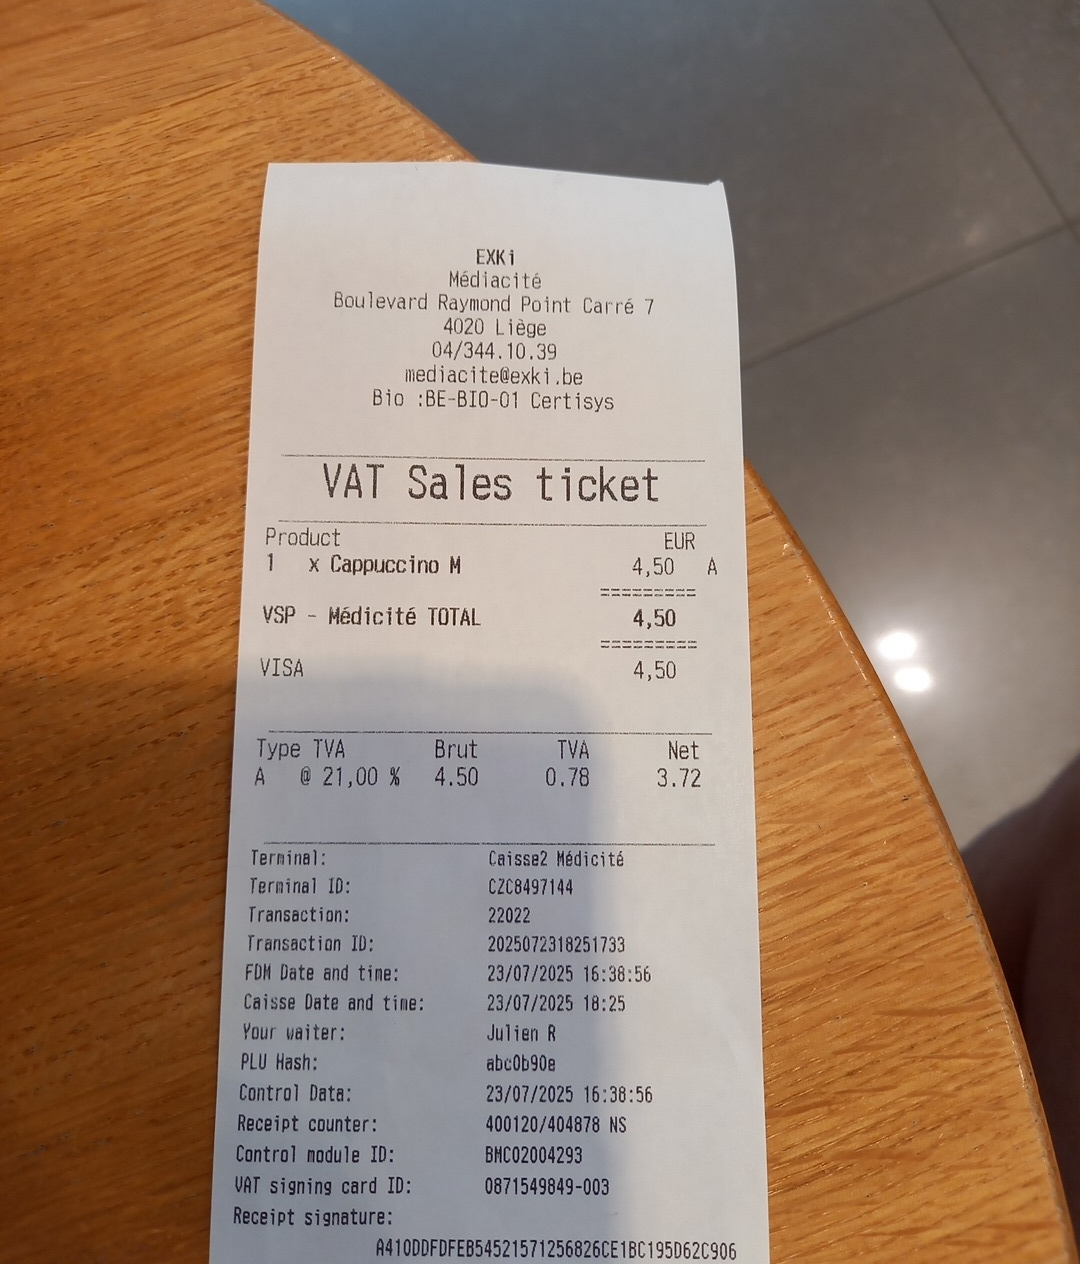 EXKi
Médiacité
Boulevard Raymond Point Carré 7
4020 Liège
04/344.10.39
mediacite@exki.be
Bio :BE-BIO-01 Certisys
VAT Sales ticket
Product EUR
1 x Cappuccino M 4,50 A
=========
VSP - Médicité TOTAL 4,50
=========
VISA 4,50
Type TVA Brut TVA Net
A @ 21,00 % 4.50 0.78 3.72
Terminal: Caisse2 Médicité
Terminal ID: CZC8497144
Transaction: 22022
Transaction ID: 2025072318251733
FDM Date and time: 23/07/2025 16:38:56
Caisse Date and time: 23/07/2025 18:25
Your waiter: Julien R
PLU Hash: abc0b90e
Control Data: 23/07/2025 16:38:56
Receipt counter: 400120/404878 NS
Control module ID: BMC02004293
VAT signing card ID: 0871549849-003
Receipt signature:
A410DDFDFEB54521571256826CE1BC195D62C906